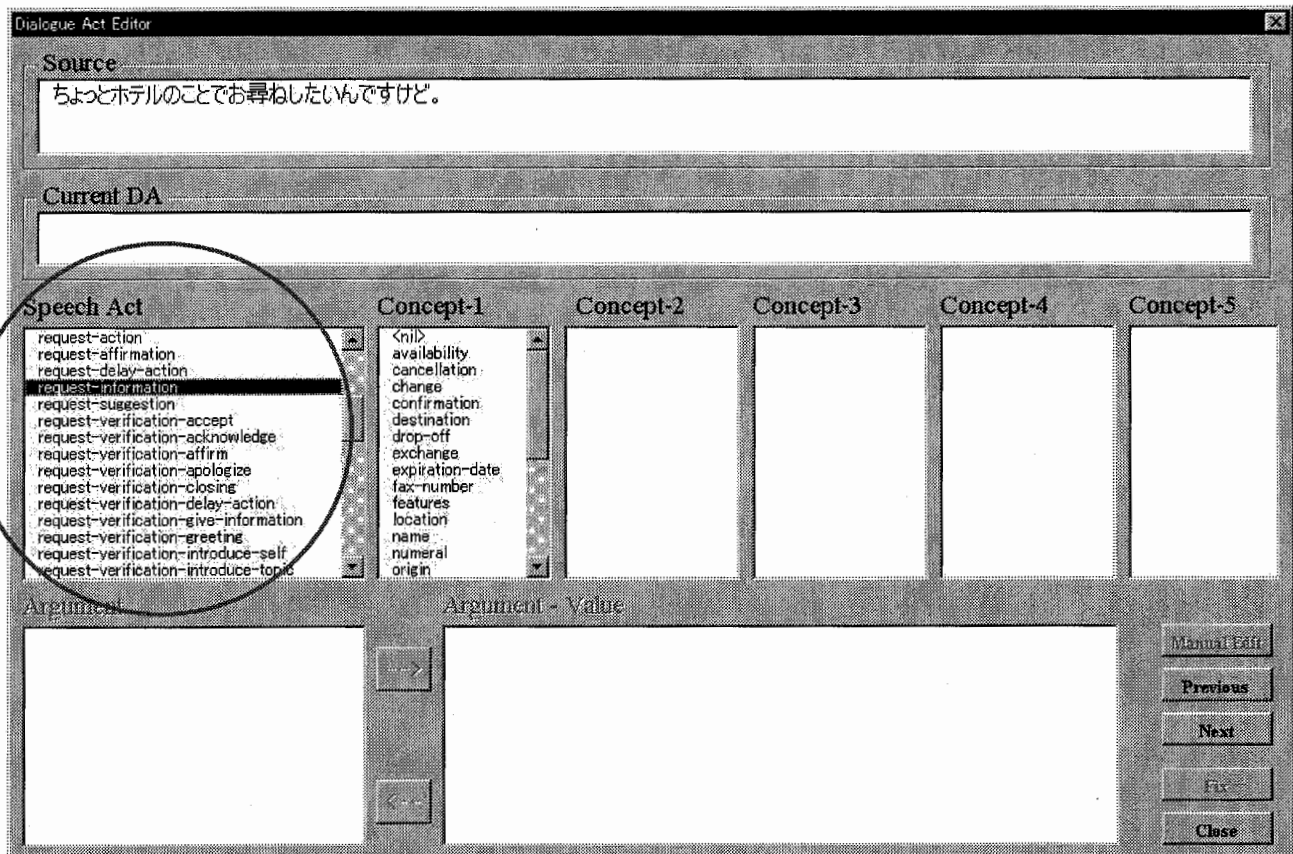 Dialogue Act Editor
Source
ちょっとホテルのことでお尋ねしたいんですけど。
Current DA
Speech Act
request-action
request-affirmation
request-delay-action
request-information
request-suggestion
request-verification-accept
request-verification-acknowledge
request-verification-affirm
request-verification-apologize
request-verification-closing
request-verification-delay-action
request-verification-give-information
request-verification-greeting
request-verification-introduce-self
request-verification-introduce-topic
Concept-1
<nil>
availability
cancellation
change
confirmation
destination
drop-off
exchange
expiration-date
fax-number
features
location
name
numeral
origin
Concept-2
Concept-3
Concept-4
Concept-5
Argument
--->
<---
Argument - Value
Manual Edit
Previous
Next
Fix
Close